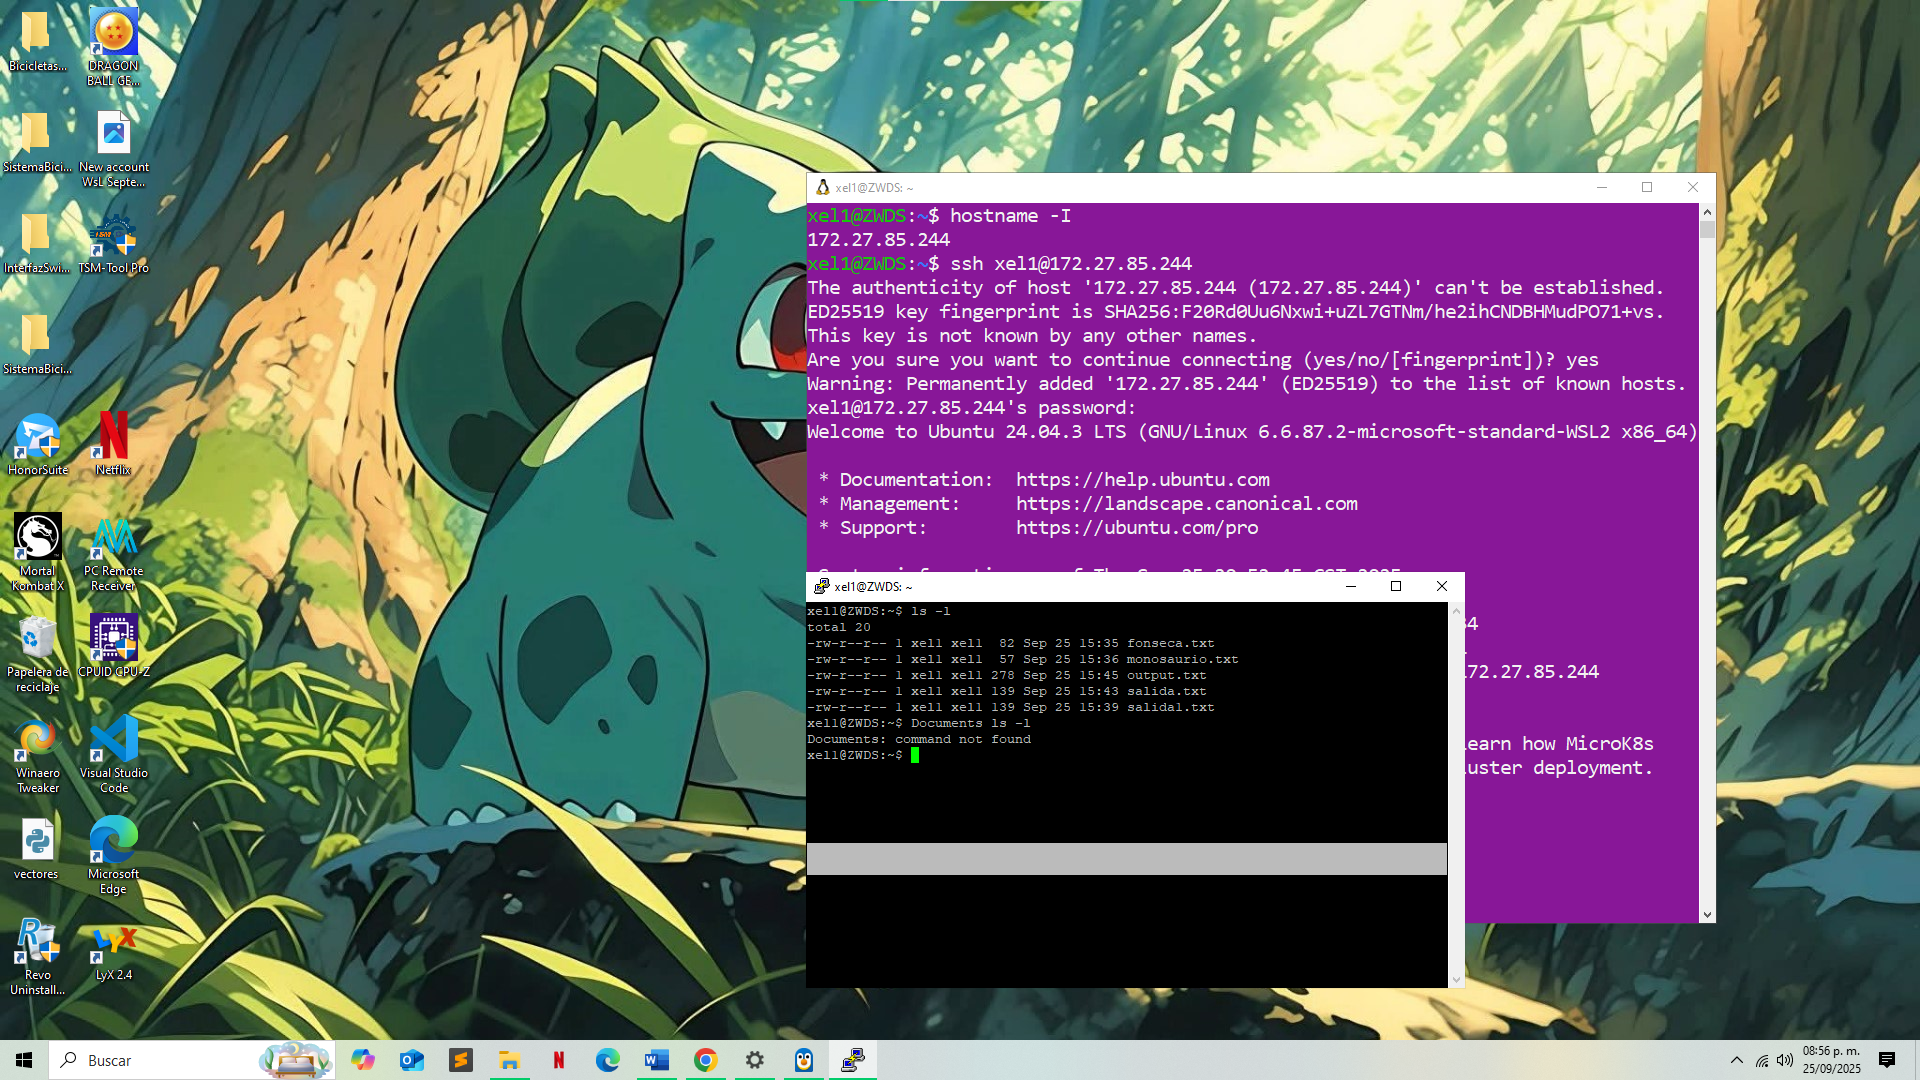 Bicicletas...
DRAGON
BALL GE...
SistemaBici...
New account
WsL Septe...
InterfazSwi...
TSM-Tool Pro
SistemaBici...
HonorSuite
Netflix
Mortal
Kombat X
PC Remote
Receiver
Papelera de
reciclaje
CPUID CPU-Z
Winaero
Tweaker
Visual Studio
Code
vectores
Microsoft
Edge
Revo
Uninstall...
LyX 2.4
xel1@ZWDS: ~
xel1@ZWDS:~$ hostname -I
172.27.85.244
xel1@ZWDS:~$ ssh xel1@172.27.85.244
The authenticity of host '172.27.85.244 (172.27.85.244)' can't be established.
ED25519 key fingerprint is SHA256:F20Rd0Uu6Nxwi+uZL7GTNm/he2ihCNDBHMudPO71+vs.
This key is not known by any other names.
Are you sure you want to continue connecting (yes/no/[fingerprint])? yes
Warning: Permanently added '172.27.85.244' (ED25519) to the list of known hosts.
xel1@172.27.85.244's password:
Welcome to Ubuntu 24.04.3 LTS (GNU/Linux 6.6.87.2-microsoft-standard-WSL2 x86_64)
* Documentation:  https://help.ubuntu.com
* Management:     https://landscape.canonical.com
* Support:        https://ubuntu.com/pro
172.27.85.244
learn how MicroK8s
cluster deployment.
xel1@ZWDS: ~
xel1@ZWDS:~$ ls -l
total 20
-rw-r--r-- 1 xel1 xel1  82 Sep 25 15:35 fonseca.txt
-rw-r--r-- 1 xel1 xel1  57 Sep 25 15:36 monosaurio.txt
-rw-r--r-- 1 xel1 xel1 278 Sep 25 15:45 output.txt
-rw-r--r-- 1 xel1 xel1 139 Sep 25 15:43 salida.txt
-rw-r--r-- 1 xel1 xel1 139 Sep 25 15:39 salida1.txt
xel1@ZWDS:~$ Documents ls -l
Documents: command not found
xel1@ZWDS:~$
Buscar
08:56 p. m.
25/09/2025